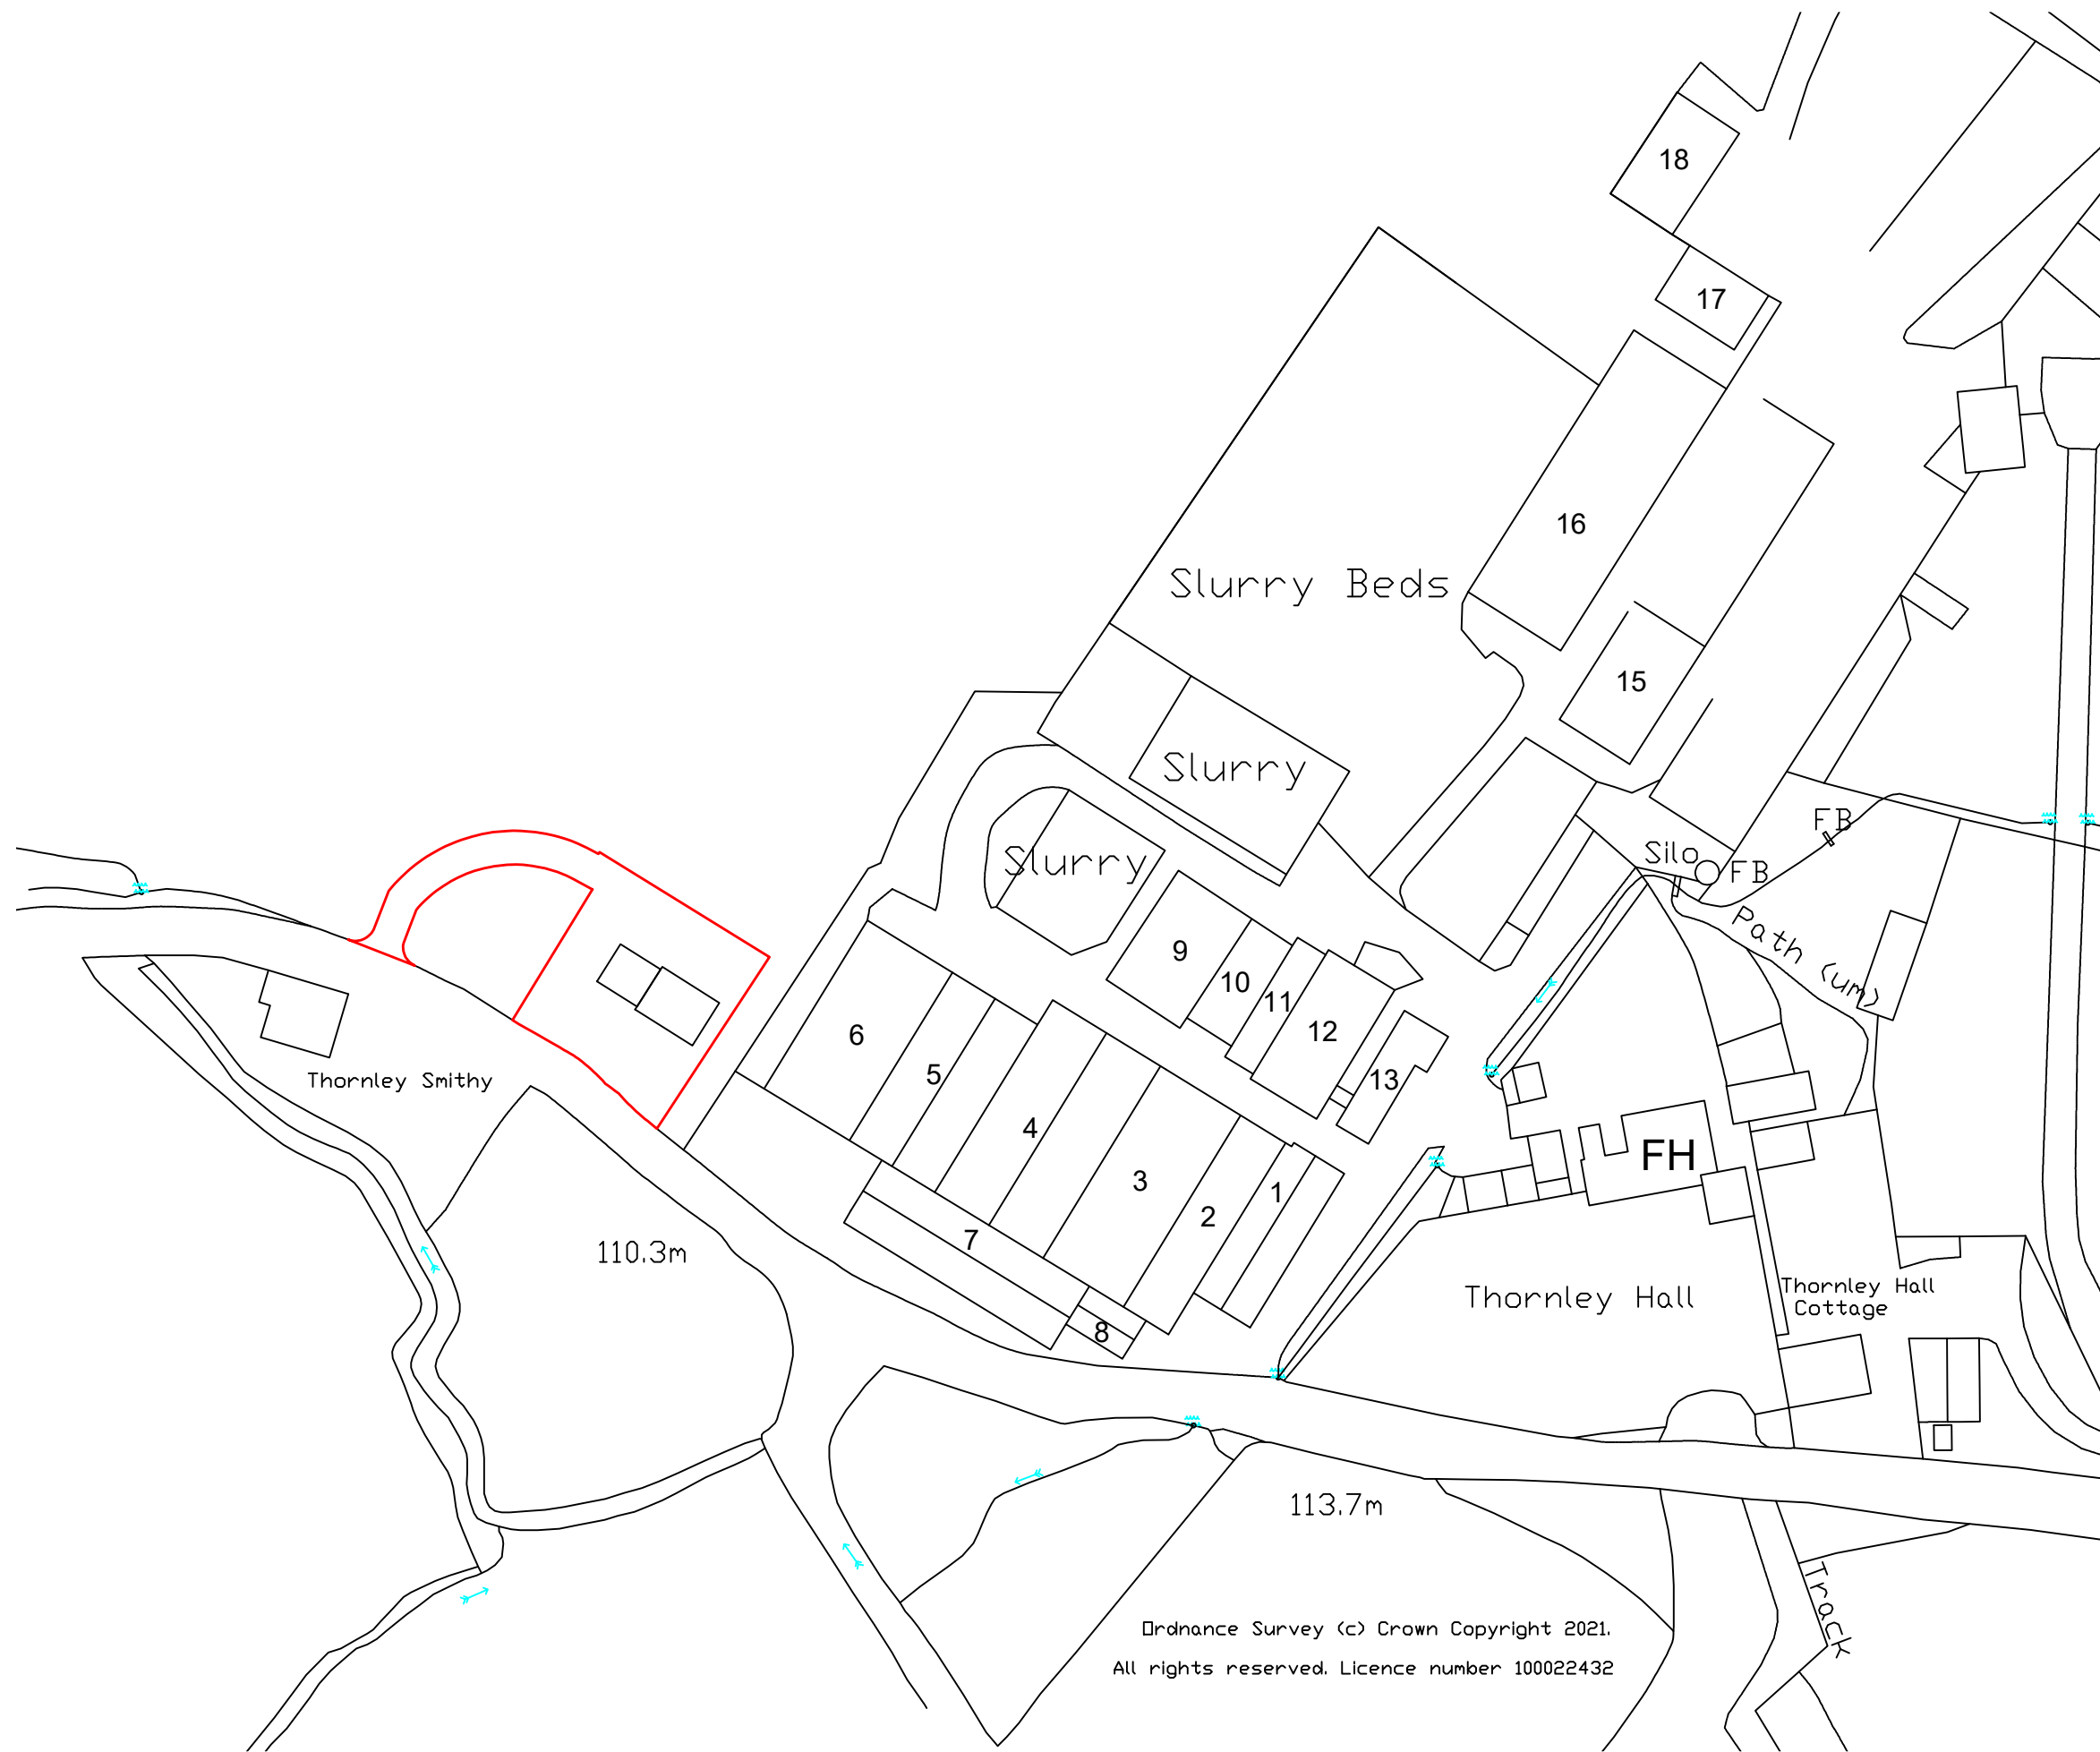 18
17
16
Slurry Beds
15
Slurry
FB
Slurry
Silo
FB
Path (um)
9
10
11
12
6
5
13
4
Thornley Smithy
FH
3
1
2
7
110.3m
Thornley Hall
Thornley Hall
Cottage
8
113.7m
Track
Ordnance Survey (c) Crown Copyright 2021.
All rights reserved. Licence number 100022432